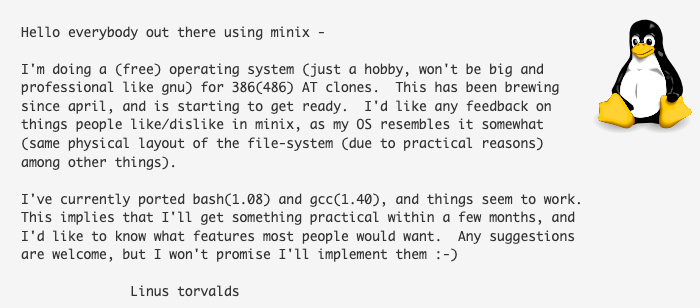 Hello everybody out there using minix -
I'm doing a (free) operating system (just a hobby, won't be big and
professional like gnu) for 386(486) AT clones.  This has been brewing
since april, and is starting to get ready.  I'd like any feedback on
things people like/dislike in minix, as my OS resembles it somewhat
(same physical layout of the file-system (due to practical reasons)
among other things).
I've currently ported bash(1.08) and gcc(1.40), and things seem to work.
This implies that I'll get something practical within a few months, and
I'd like to know what features most people would want.  Any suggestions
are welcome, but I won't promise I'll implement them :-)
Linus torvalds